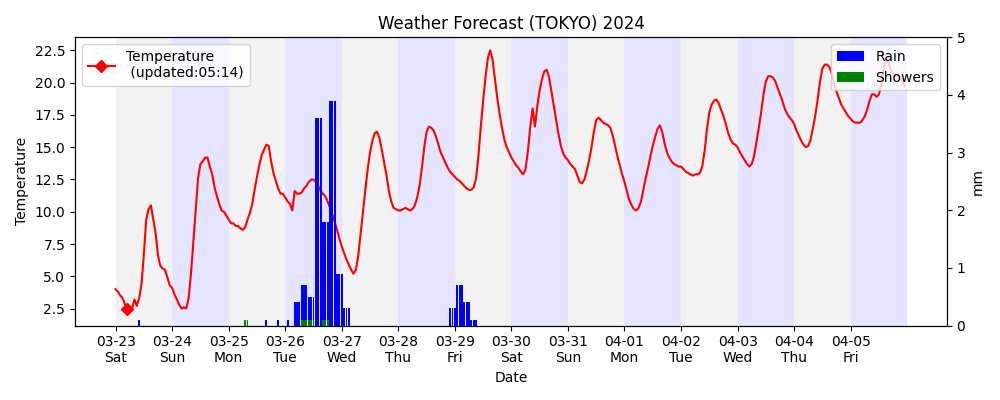 Weather Forecast (TOKYO) 2024
Temperature
(updated:05:14)
Rain
Showers
22.5
20.0
17.5
15.0
12.5
10.0
7.5
5.0
2.5
Temperature
5
4
3
2
1
0
mm
03-23 03-24 03-25 03-26 03-27 03-28 03-29 03-30 03-31 04-01 04-02 04-03 04-04 04-05
Sat Sun Mon Tue Wed Thu Fri Sat Sun Mon Tue Wed Thu Fri
Date